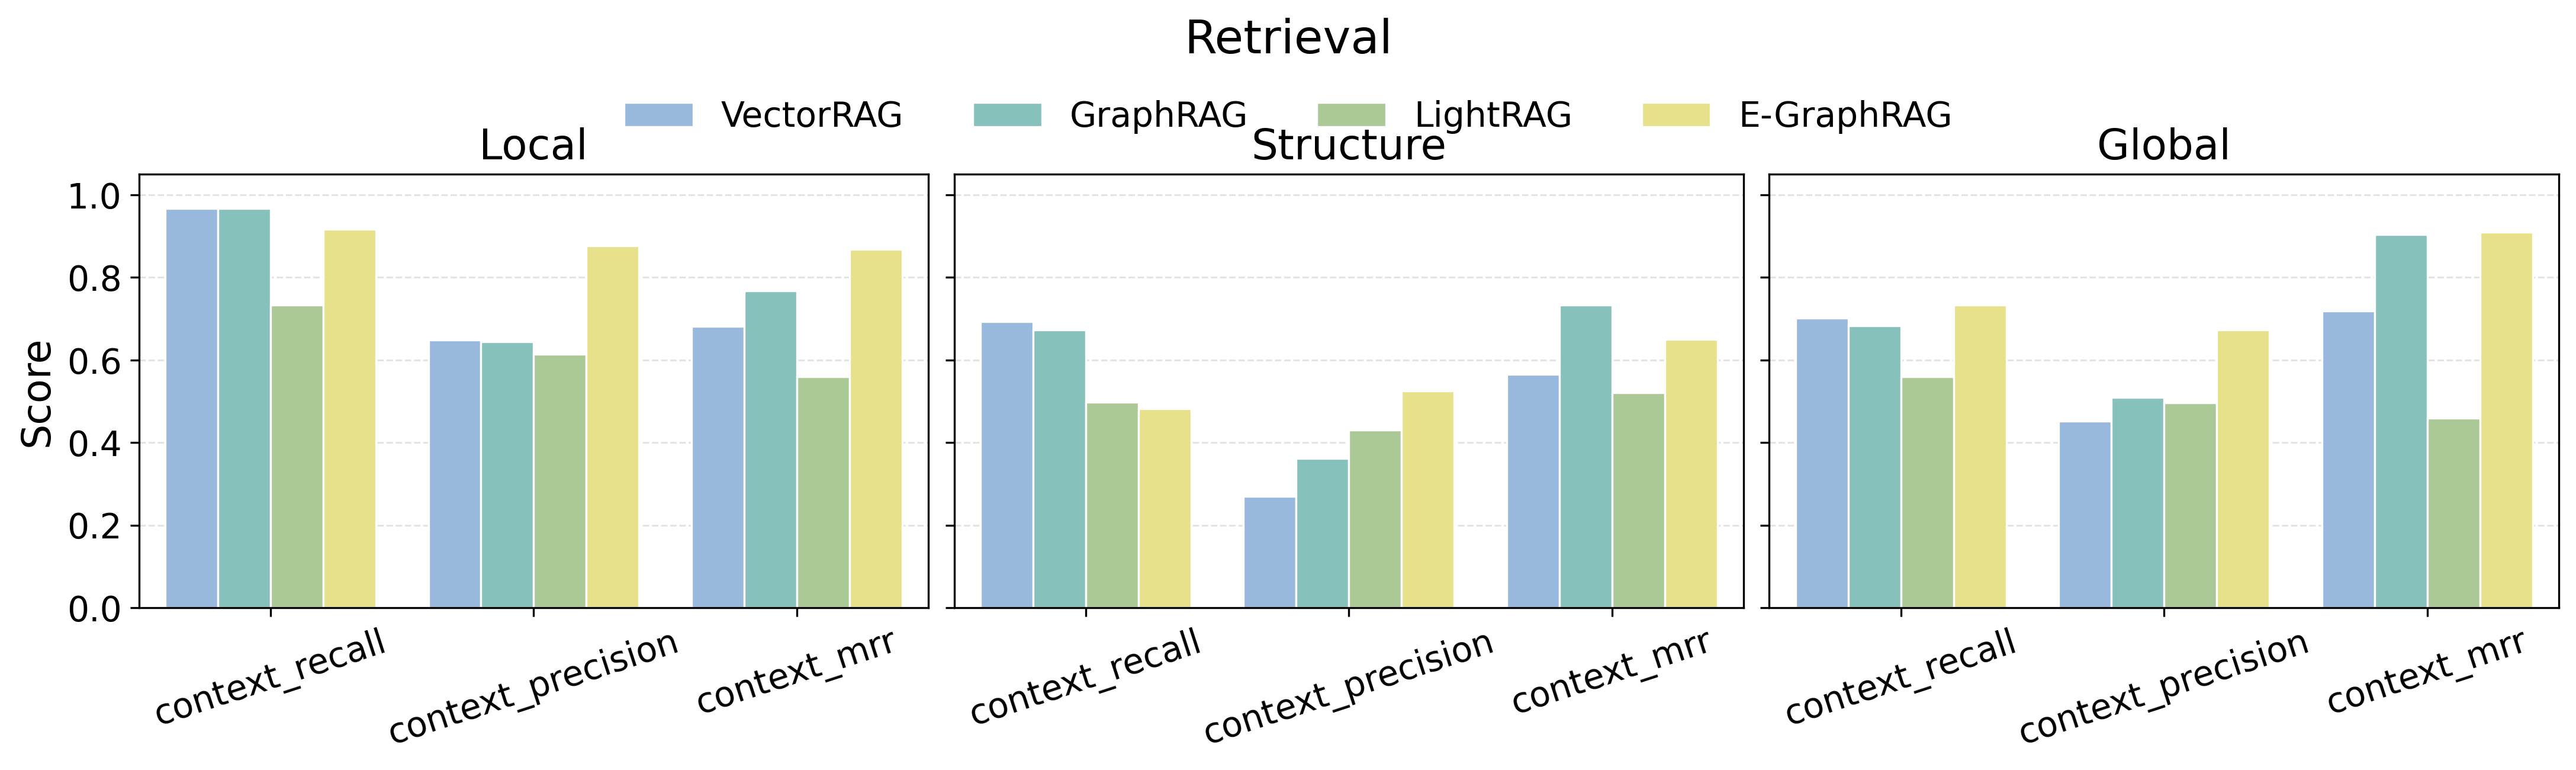 Retrieval
VectorRAG GraphRAG LightRAG E-GraphRAG
Local Structure Global
Score
1.0
0.8
0.6
0.4
0.2
0.0
context_recall context_precision context_mrr context_recall context_precision context_mrr context_recall context_precision context_mrr